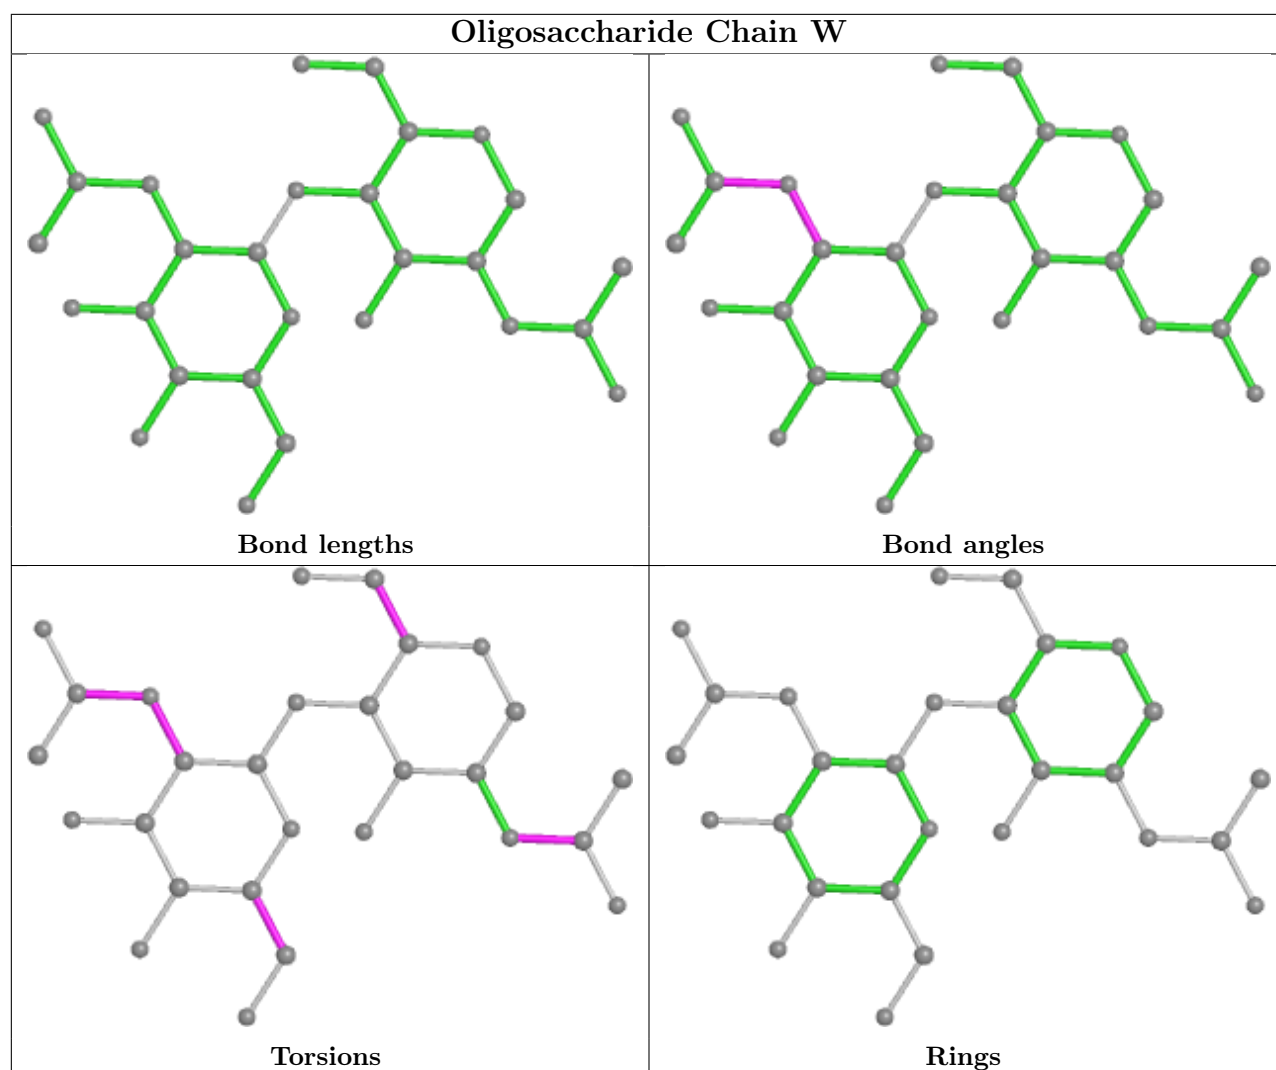 Oligosaccharide Chain W
Bond lengths
Bond angles
Torsions
Rings